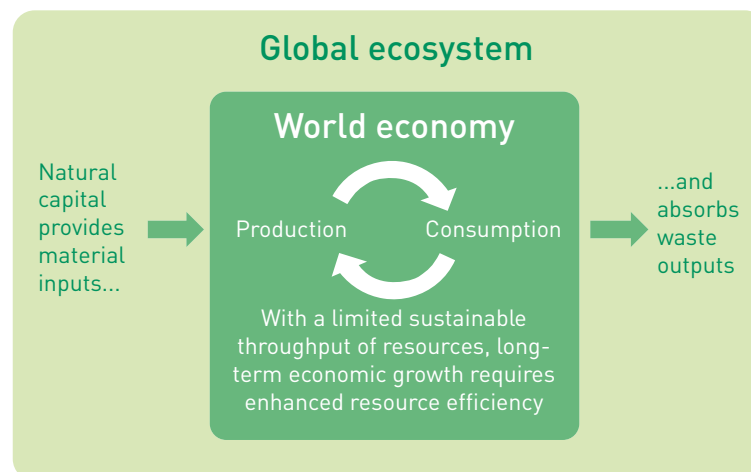 Global ecosystem
World economy
Natural
capital
provides
material
inputs...
Production
Consumption
...and
absorbs
waste
outputs
With a limited sustainable
throughput of resources, long-
term economic growth requires
enhanced resource efficiency